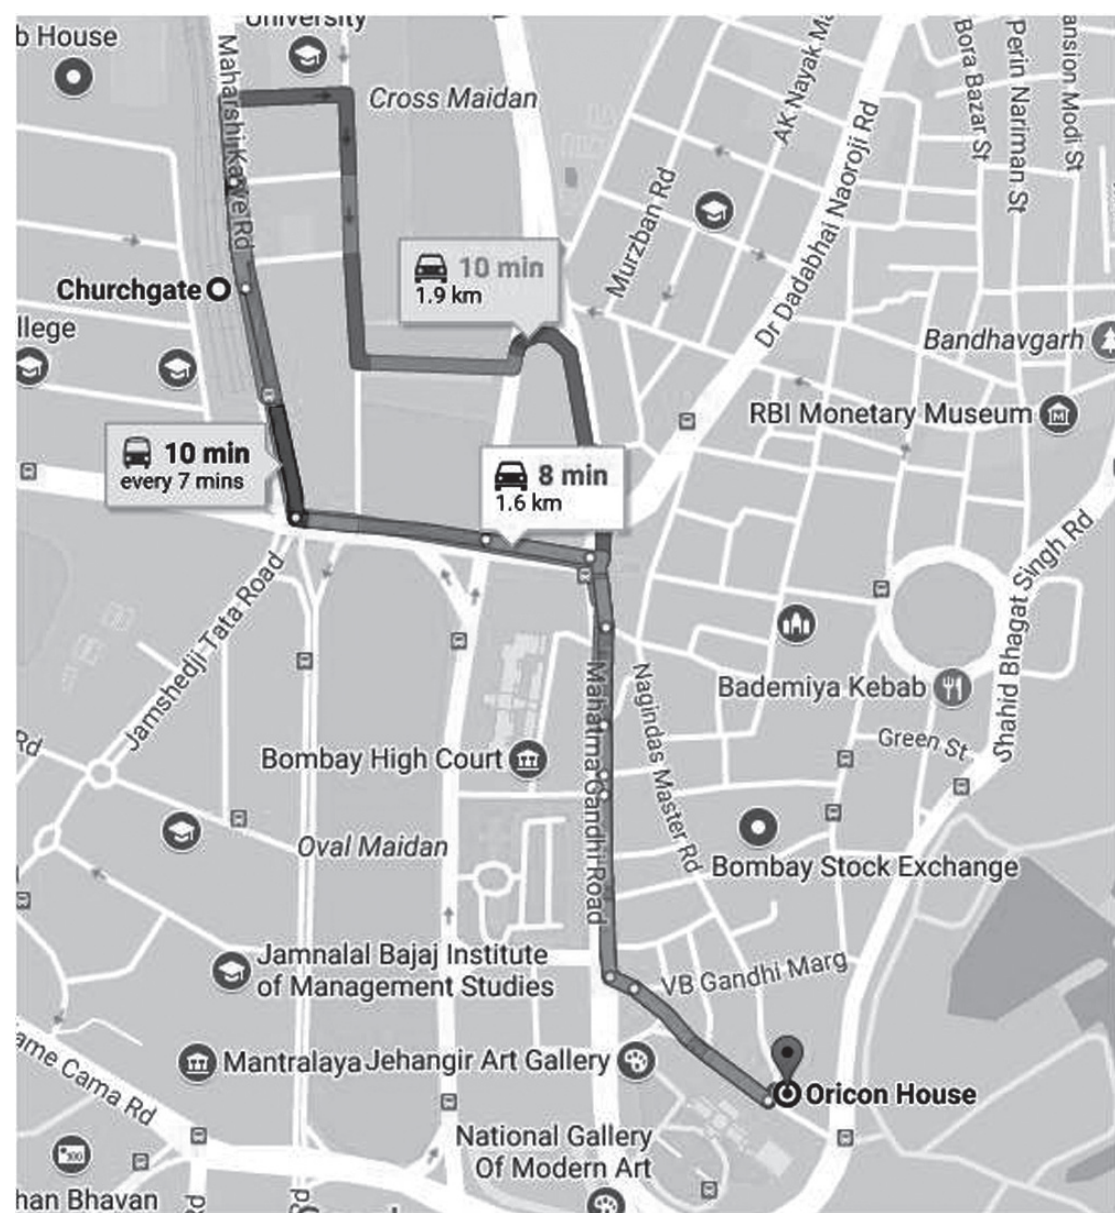 b House
University
Cross Maidan
Maharshi Karve Rd
AK Nayak Ma
Bora Bazar St
Perin Nariman St
ansion Modi St
Murzban Rd
Dr Dadabhai Naoroji Rd
10 min
1.9 km
Churchgate
llege
Bandhavgarh
RBI Monetary Museum
10 min
every 7 mins
8 min
1.6 km
Shahid Bhagat Singh Rd
Jamshedji Tata Road
Bademiya Kebab
Mahatma Gandhi Road
Nagindas Master Rd
Green St
Rd
Bombay High Court
Oval Maidan
Bombay Stock Exchange
Jamnalal Bajaj Institute
of Management Studies
VB Gandhi Marg
ame Cama Rd
Mantralaya
Jehangir Art Gallery
Oricon House
National Gallery
Of Modern Art
han Bhavan